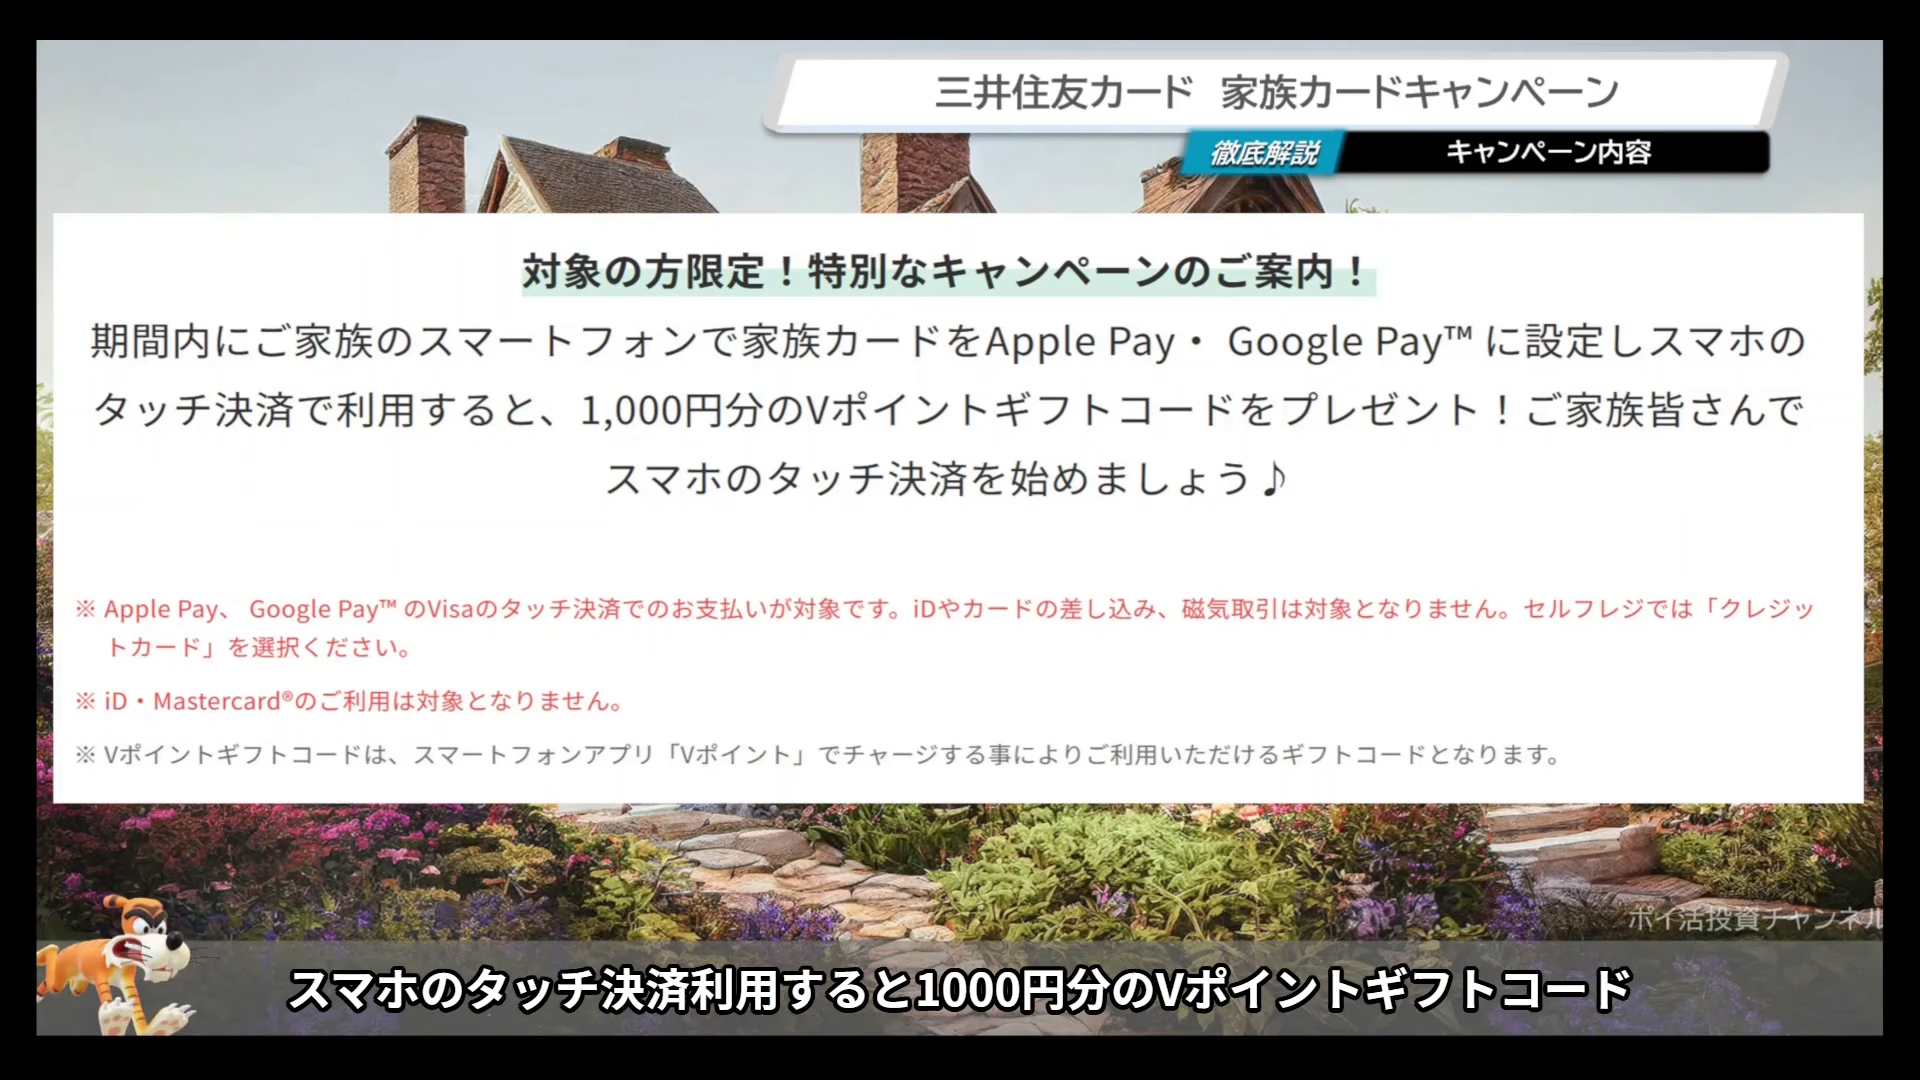 三井住友カード 家族カードキャンペーン
徹底解説 キャンペーン内容
対象の方限定！特別なキャンペーンのご案内！
期間内にご家族のスマートフォンで家族カードをApple Pay・ Google Pay™ に設定しスマホの
タッチ決済で利用すると、1,000円分のVポイントギフトコードをプレゼント！ご家族皆さんで
スマホのタッチ決済を始めましょう♪
※ Apple Pay、 Google Pay™ のVisaのタッチ決済でのお支払いが対象です。iDやカードの差し込み、磁気取引は対象となりません。セルフレジでは「クレジッ
トカード」を選択ください。
※ iD・Mastercard®のご利用は対象となりません。
※ Vポイントギフトコードは、スマートフォンアプリ「Vポイント」でチャージする事によりご利用いただけるギフトコードとなります。
ポイ活投資チャンネル
スマホのタッチ決済利用すると1000円分のVポイントギフトコード